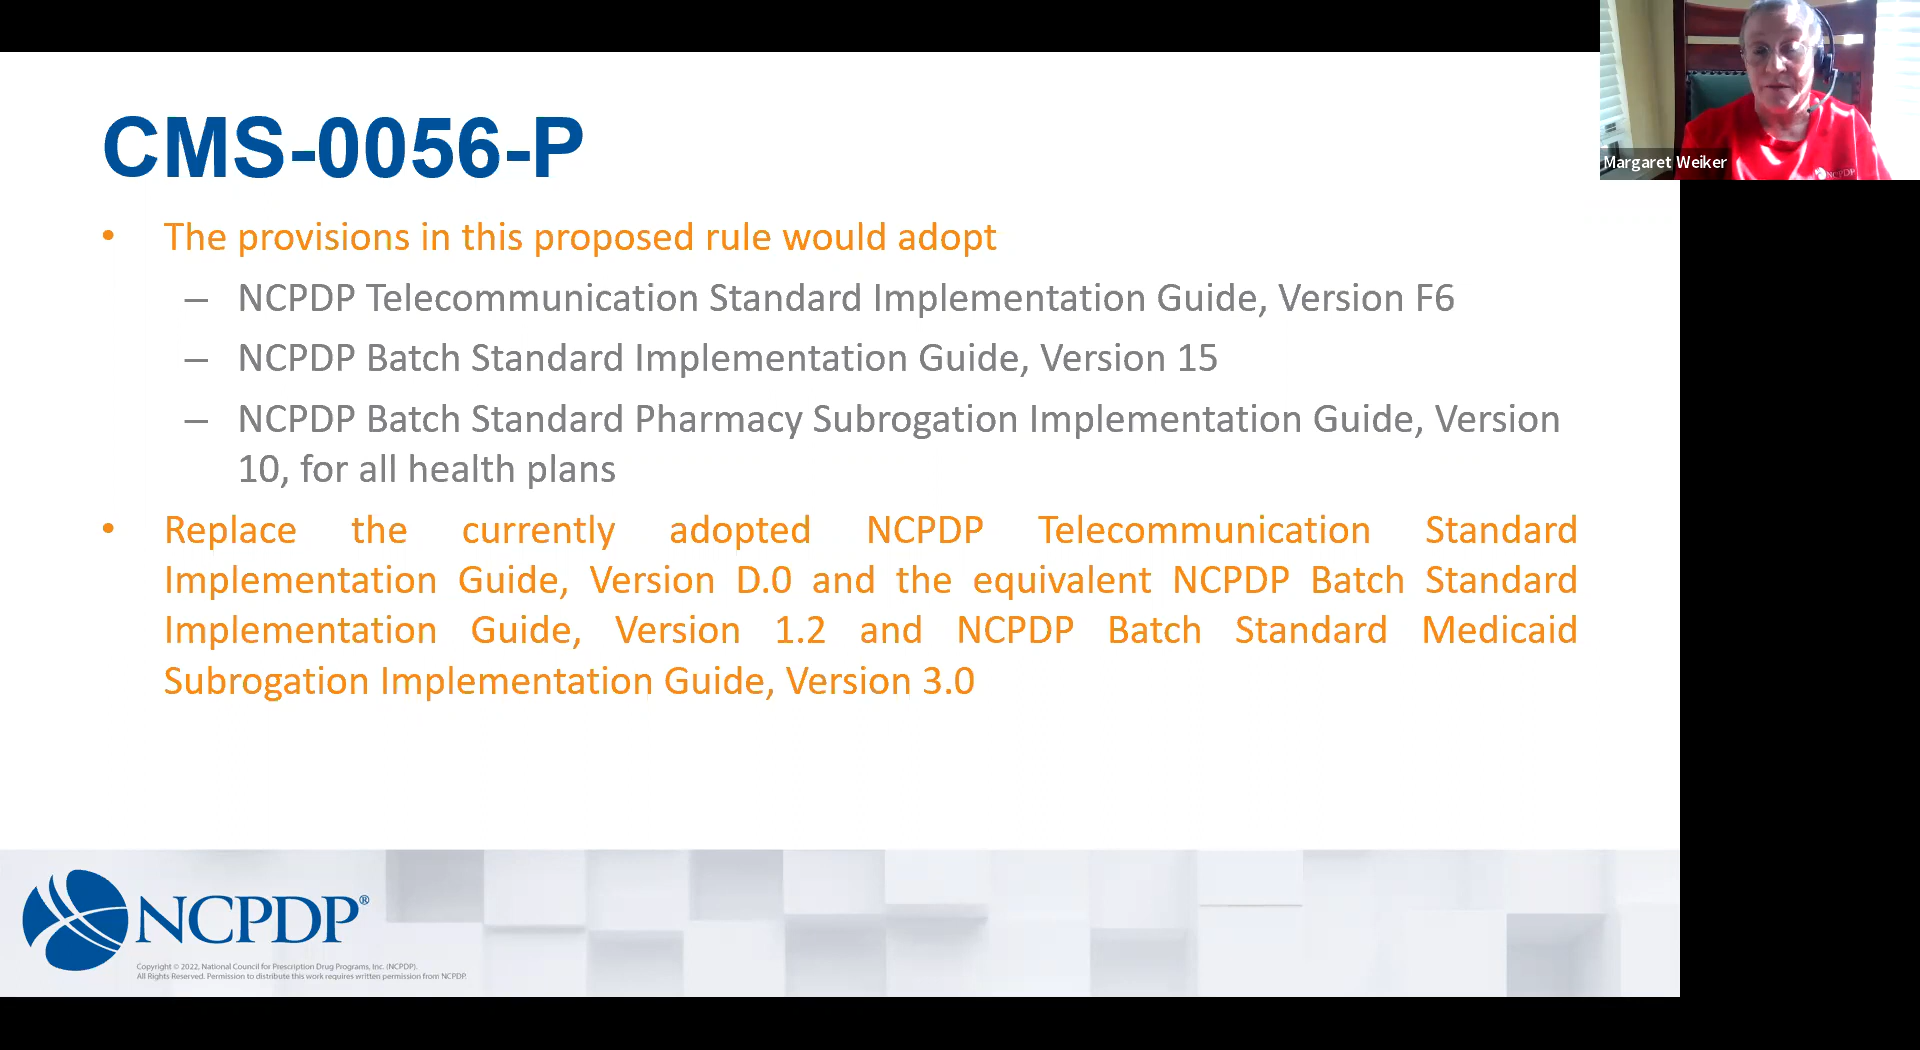 CMS-0056-P
• The provisions in this proposed rule would adopt
– NCPDP Telecommunication Standard Implementation Guide, Version F6
– NCPDP Batch Standard Implementation Guide, Version 15
– NCPDP Batch Standard Pharmacy Subrogation Implementation Guide, Version
10, for all health plans
• Replace the currently adopted NCPDP Telecommunication Standard
Implementation Guide, Version D.0 and the equivalent NCPDP Batch Standard
Implementation Guide, Version 1.2 and NCPDP Batch Standard Medicaid
Subrogation Implementation Guide, Version 3.0
Margaret Weiker
NCPDP
NCPDP®
Copyright © 2022, National Council for Prescription Drug Programs, Inc. (NCPDP).
All Rights Reserved. Permission to distribute this work requires written permission from NCPDP.